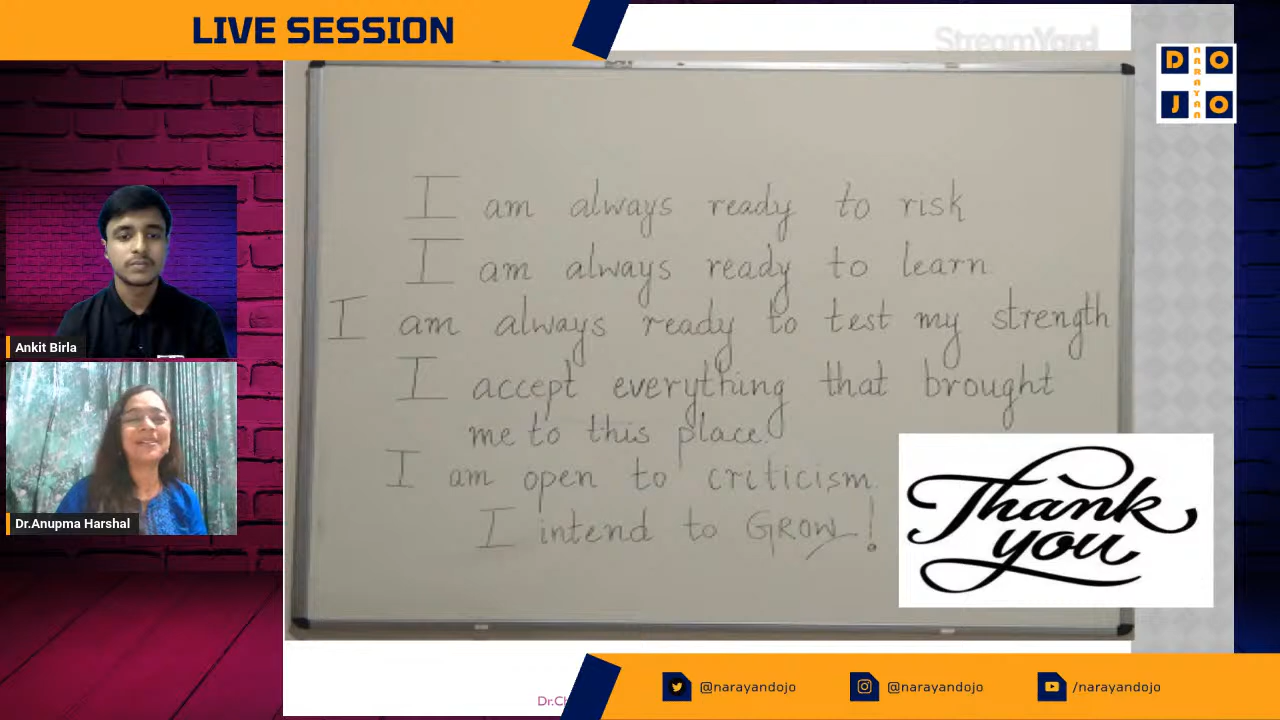 LIVE SESSION
StreamYard
D O
NARAYAN
J O
I am always ready to risk
I am always ready to learn
I am always ready to test my strength
I accept everything that brought
me to this place.
I am open to criticism.
I intend to GROW!
Thank
you
Ankit Birla
Dr.Anupma Harshal
@narayandojo
@narayandojo
/narayandojo